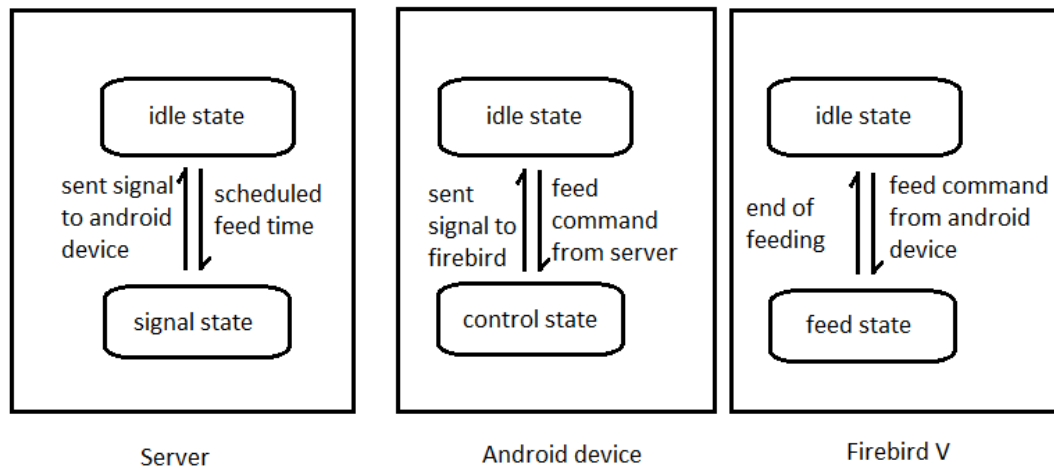 idle state
sent signal
to android
device
scheduled
feed time
signal state
Server
idle state
sent
signal to
firebird
feed
command
from server
control state
Android device
idle state
end of
feeding
feed command
from android
device
feed state
Firebird V